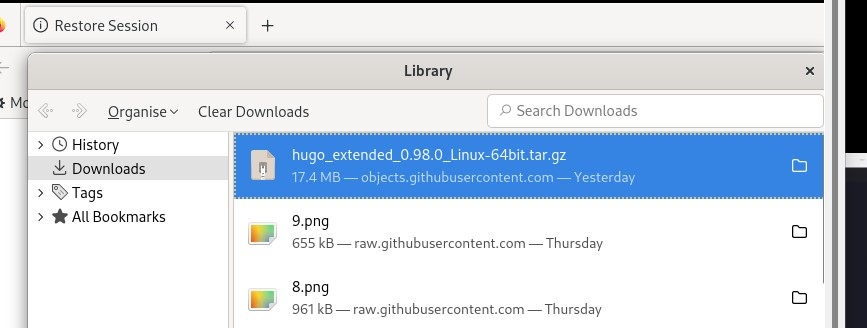 Restore Session
Library
Mo
Organise
Clear Downloads
Search Downloads
History
Downloads
Tags
All Bookmarks
hugo_extended_0.98.0_Linux-64bit.tar.gz
17.4 MB — objects.githubusercontent.com — Yesterday
9.png
655 kB — raw.githubusercontent.com — Thursday
8.png
961 kB — raw.githubusercontent.com — Thursday